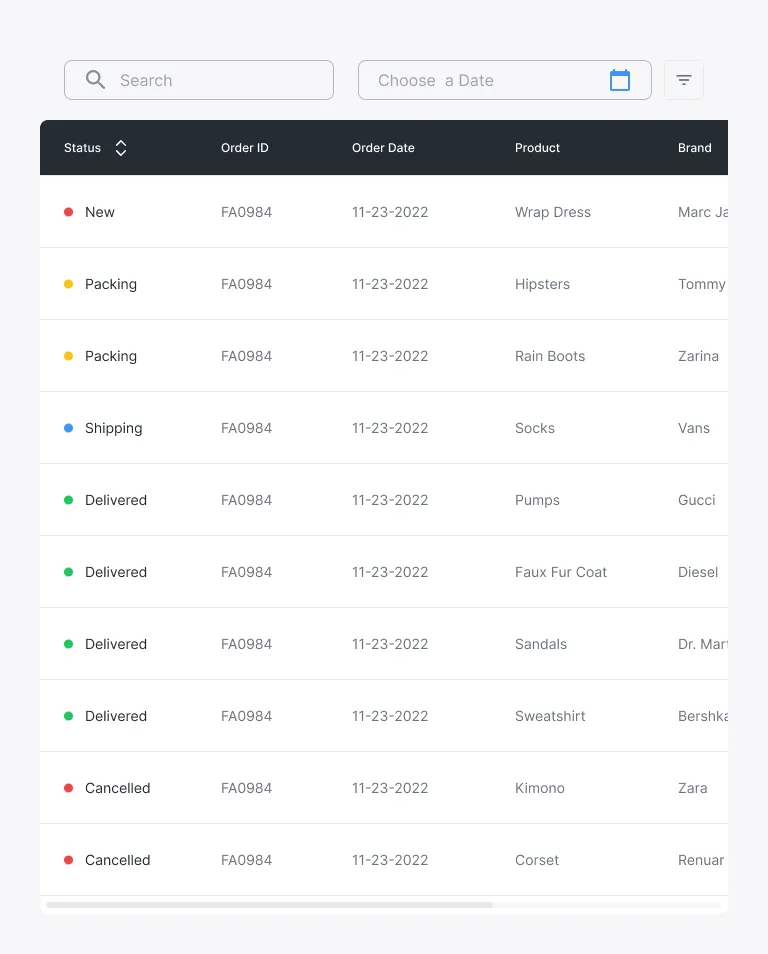 Search
Choose a Date
Status Order ID Order Date Product Brand
New FA0984 11-23-2022 Wrap Dress Marc Ja
Packing FA0984 11-23-2022 Hipsters Tommy
Packing FA0984 11-23-2022 Rain Boots Zarina
Shipping FA0984 11-23-2022 Socks Vans
Delivered FA0984 11-23-2022 Pumps Gucci
Delivered FA0984 11-23-2022 Faux Fur Coat Diesel
Delivered FA0984 11-23-2022 Sandals Dr. Mart
Delivered FA0984 11-23-2022 Sweatshirt Bershka
Cancelled FA0984 11-23-2022 Kimono Zara
Cancelled FA0984 11-23-2022 Corset Renuar